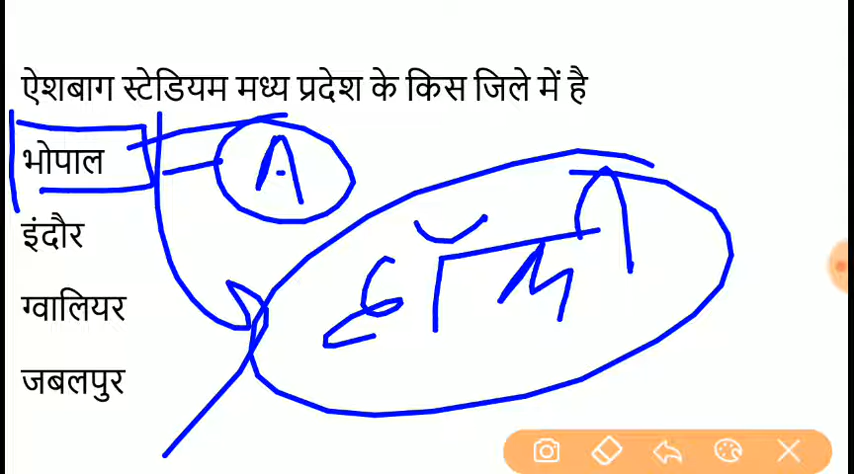 ऐशबाग स्टेडियम मध्य प्रदेश के किस जिले में है
भोपाल
A
इंदौर
हॉकी
ग्वालियर
जबलपुर